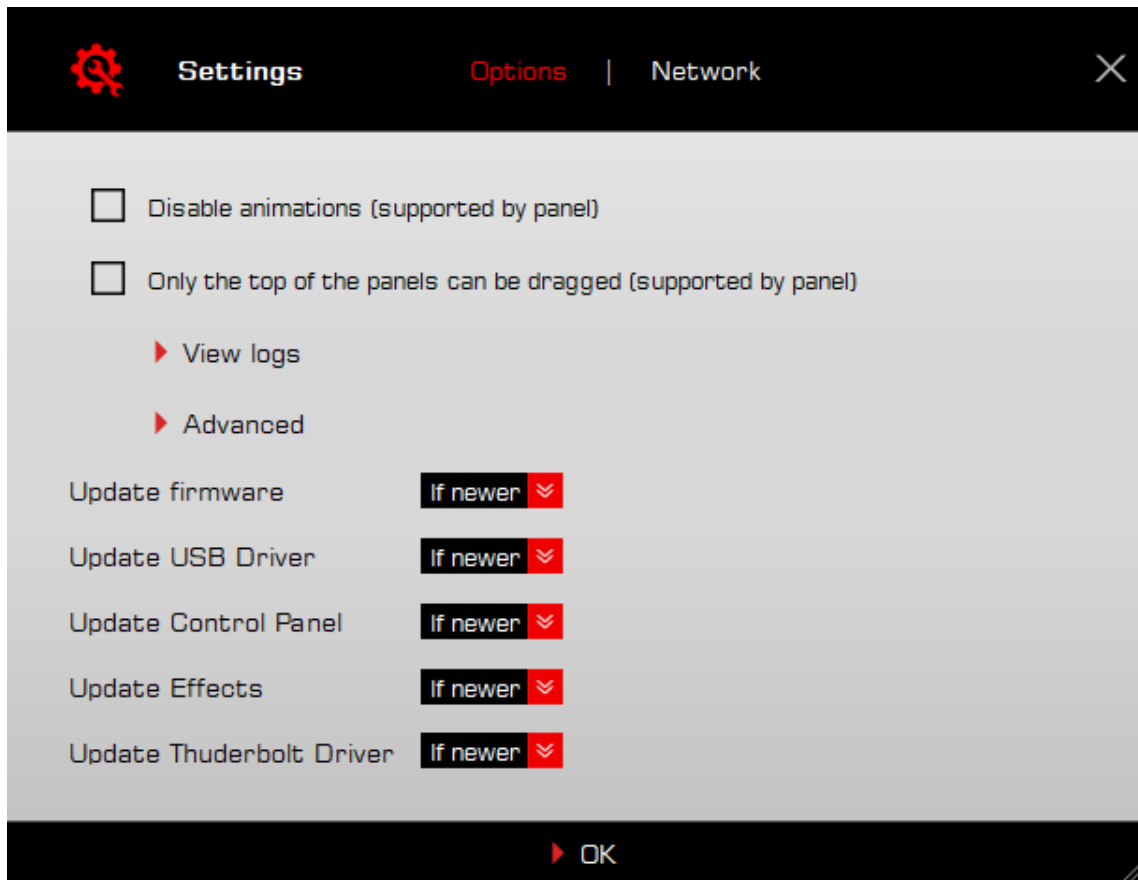 Settings Options | Network
Disable animations (supported by panel)
Only the top of the panels can be dragged (supported by panel)
View logs
Advanced
Update firmware If newer
Update USB Driver If newer
Update Control Panel If newer
Update Effects If newer
Update Thuderbolt Driver If newer
OK